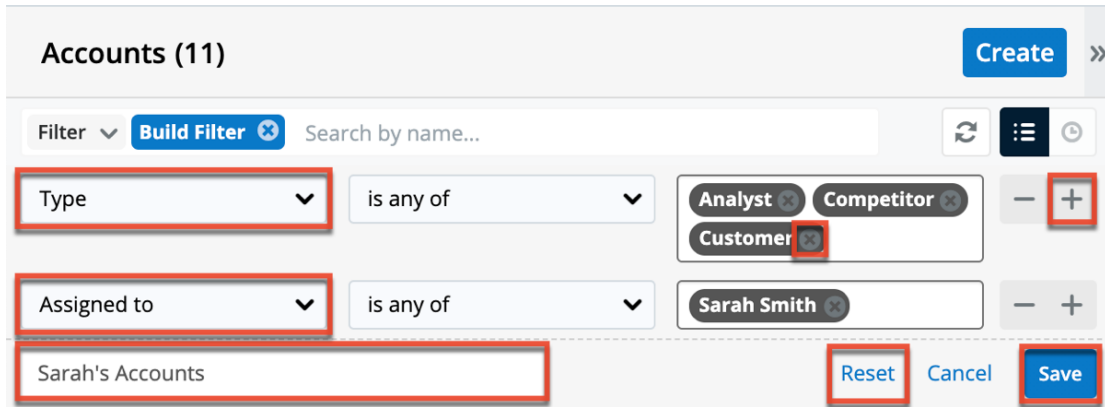 Accounts (11)
Create
Filter Build Filter Search by name...
Type is any of Analyst Competitor
Customer
Assigned to is any of Sarah Smith
Sarah's Accounts Reset Cancel Save